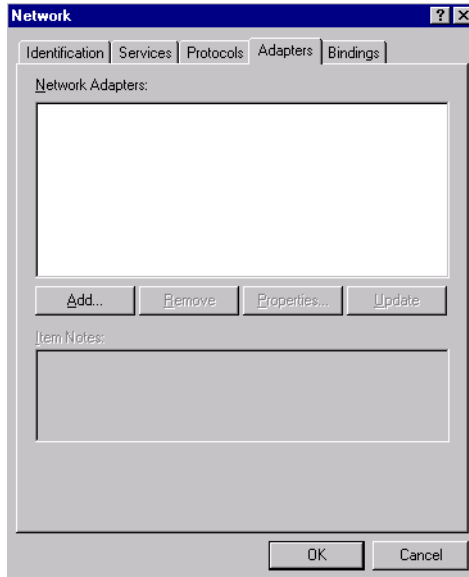 Network
Identification Services Protocols Adapters Bindings
Network Adapters:
Add... Remove Properties... Update
Item Notes:
OK Cancel